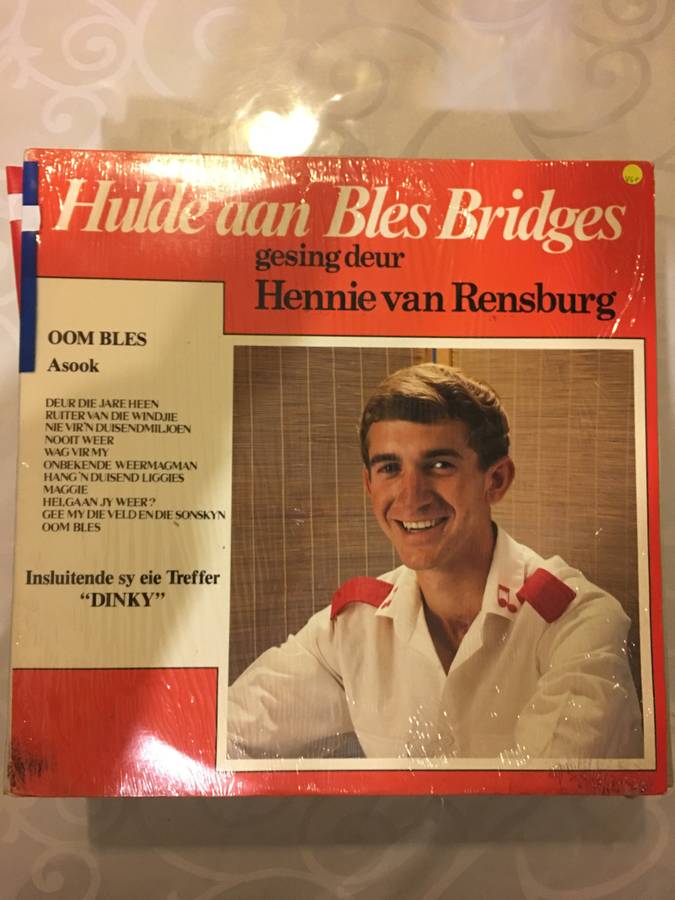 Hulde aan Bles Bridges
gesing deur
Hennie van Rensburg
OOM BLES
Asook
DEUR DIE JARE HEEN
RUITER VAN DIE WINDJIE
NIE VIR'N DUISENDMILJOEN
NOOIT WEER
WAG VIR MY
ONBEKENDE WEERMAGMAN
HANG 'N DUISEND LIGGIES
MAGGIE
HEI, GAAN JY WEER?
GEE MY DIE VELD EN DIE SONSKYN
OOM BLES
Insluitende sy eie Treffer
“DINKY”